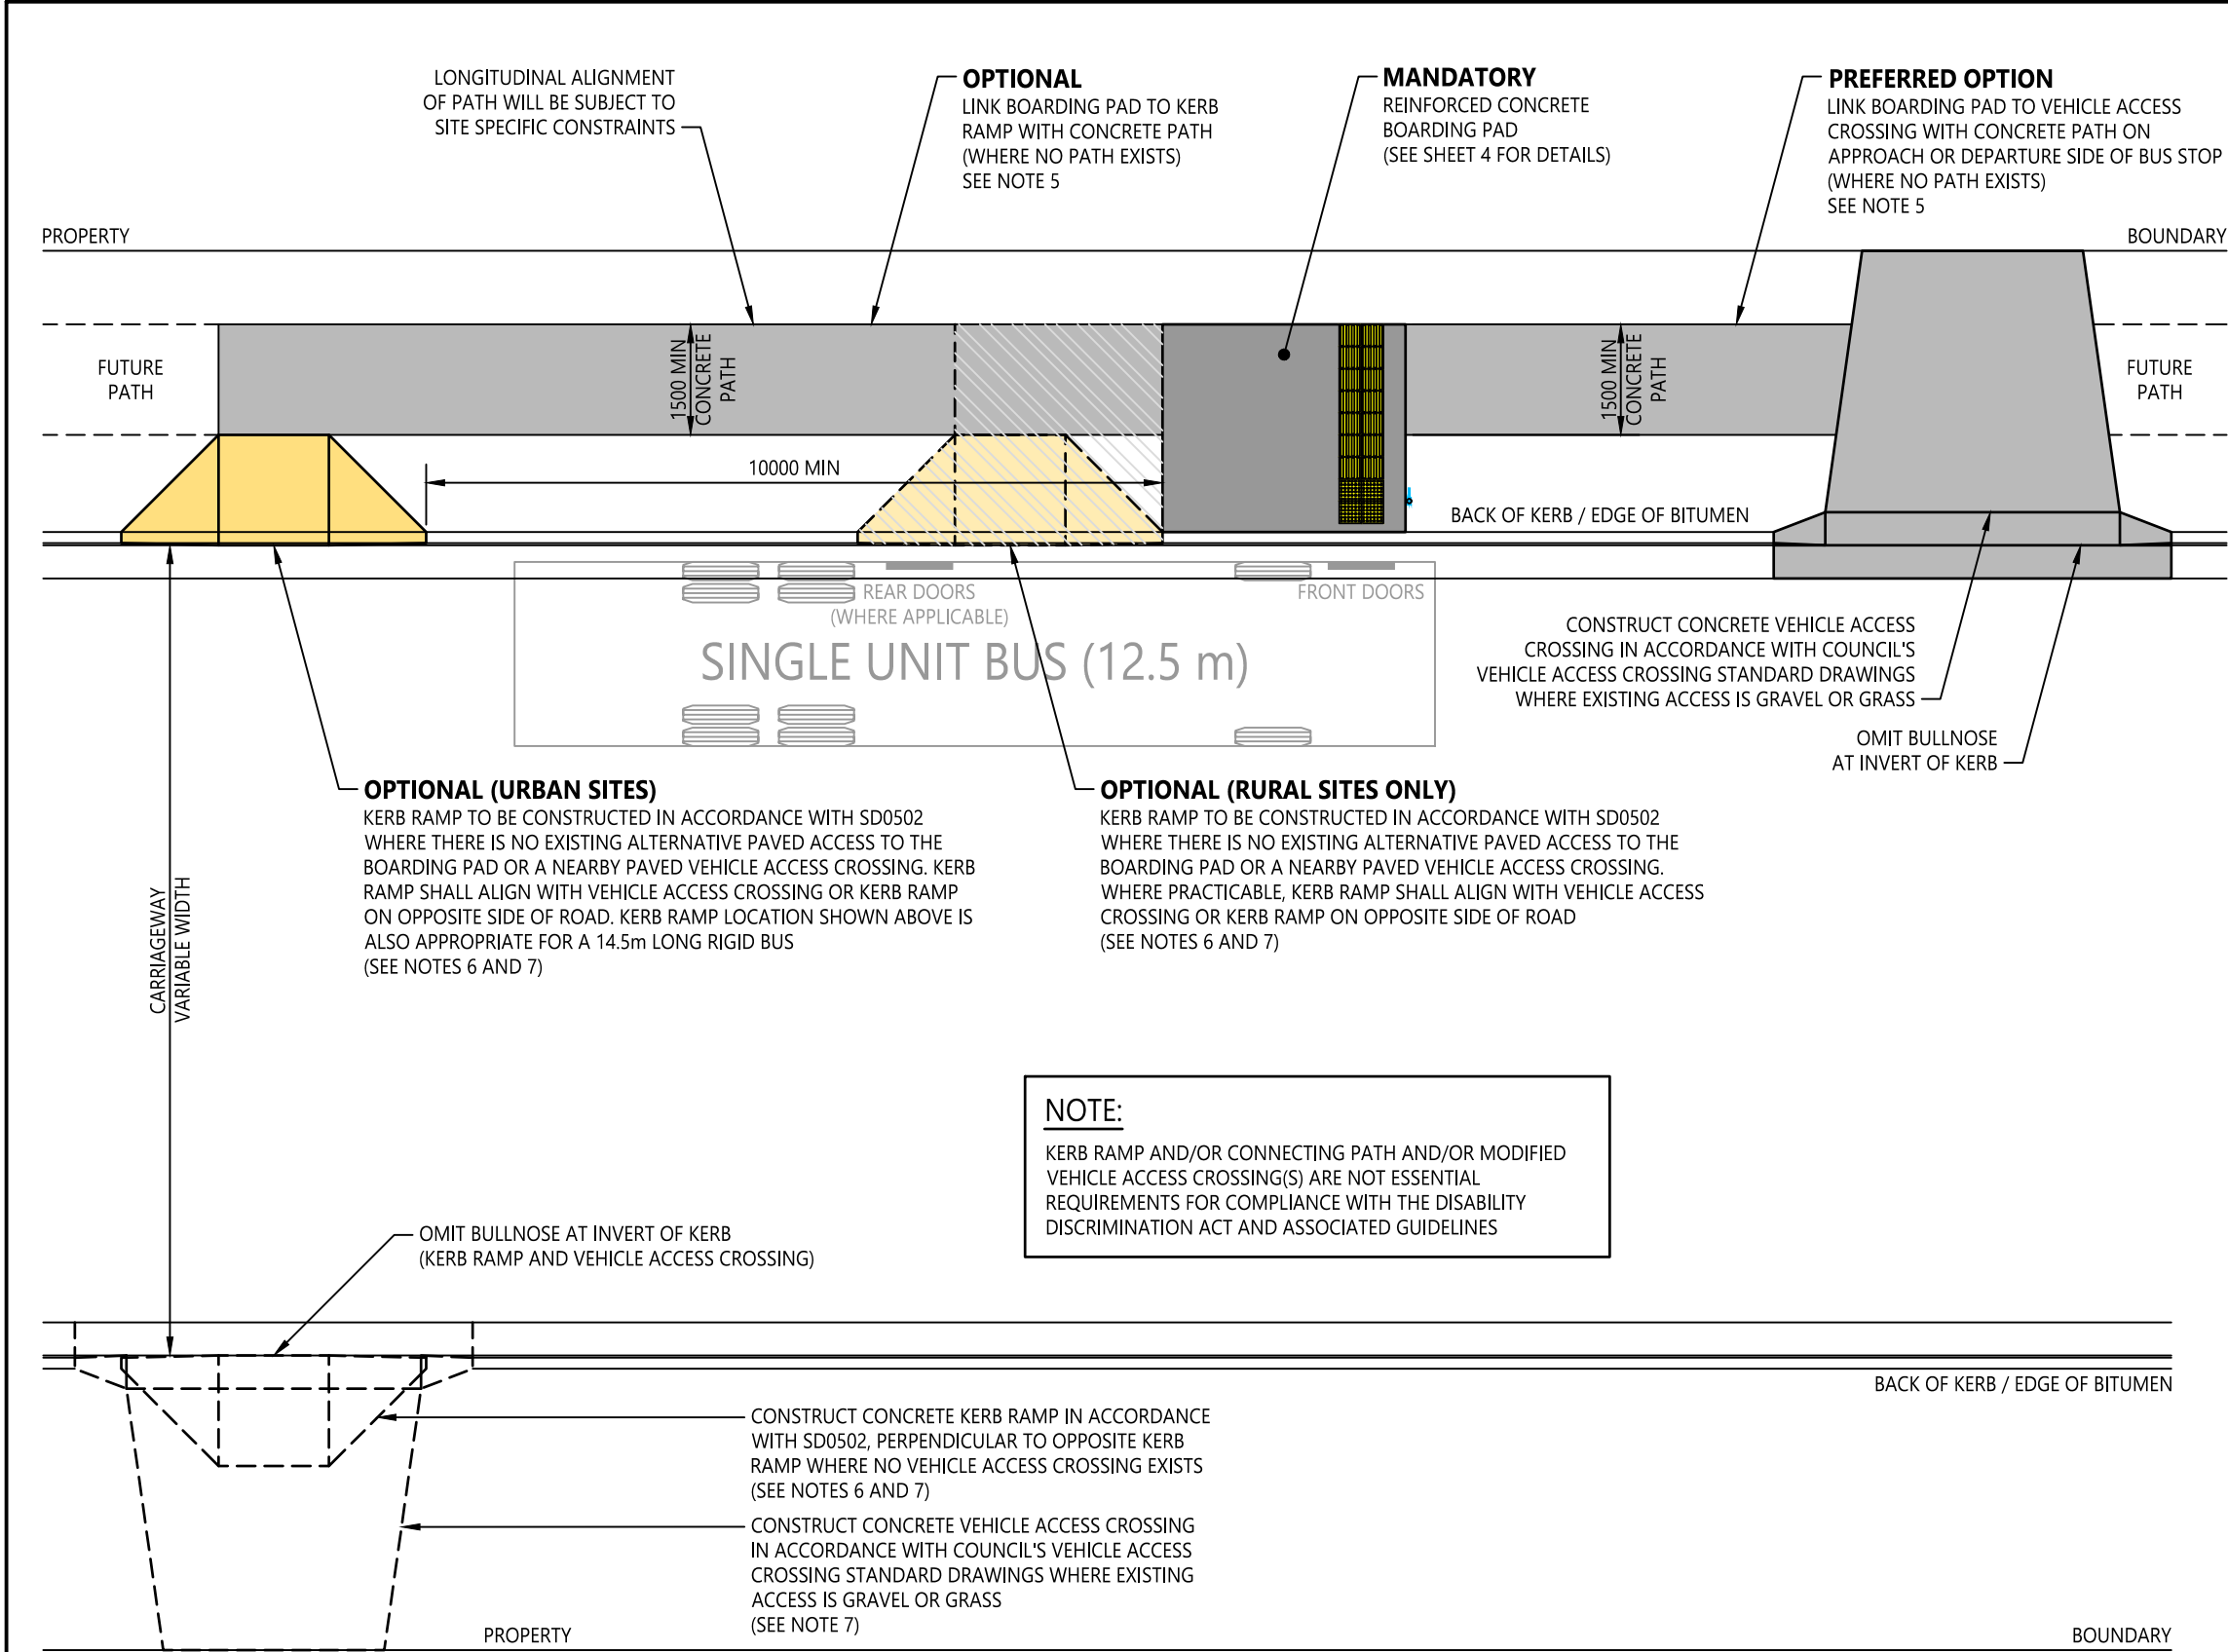 LONGITUDINAL ALIGNMENT
OF PATH WILL BE SUBJECT TO
SITE SPECIFIC CONSTRAINTS
OPTIONAL
LINK BOARDING PAD TO KERB
RAMP WITH CONCRETE PATH
(WHERE NO PATH EXISTS)
SEE NOTE 5
MANDATORY
REINFORCED CONCRETE
BOARDING PAD
(SEE SHEET 4 FOR DETAILS)
PREFERRED OPTION
LINK BOARDING PAD TO VEHICLE ACCESS
CROSSING WITH CONCRETE PATH ON
APPROACH OR DEPARTURE SIDE OF BUS STOP
(WHERE NO PATH EXISTS)
SEE NOTE 5
PROPERTY
BOUNDARY
FUTURE
PATH
1500 MIN
CONCRETE
PATH
1500 MIN
CONCRETE
PATH
FUTURE
PATH
10000 MIN
BACK OF KERB / EDGE OF BITUMEN
REAR DOORS
(WHERE APPLICABLE)
FRONT DOORS
SINGLE UNIT BUS (12.5 m)
CONSTRUCT CONCRETE VEHICLE ACCESS
CROSSING IN ACCORDANCE WITH COUNCIL'S
VEHICLE ACCESS CROSSING STANDARD DRAWINGS
WHERE EXISTING ACCESS IS GRAVEL OR GRASS
OMIT BULLNOSE
AT INVERT OF KERB
OPTIONAL (URBAN SITES)
KERB RAMP TO BE CONSTRUCTED IN ACCORDANCE WITH SD0502
WHERE THERE IS NO EXISTING ALTERNATIVE PAVED ACCESS TO THE
BOARDING PAD OR A NEARBY PAVED VEHICLE ACCESS CROSSING. KERB
RAMP SHALL ALIGN WITH VEHICLE ACCESS CROSSING OR KERB RAMP
ON OPPOSITE SIDE OF ROAD. KERB RAMP LOCATION SHOWN ABOVE IS
ALSO APPROPRIATE FOR A 14.5m LONG RIGID BUS
(SEE NOTES 6 AND 7)
OPTIONAL (RURAL SITES ONLY)
KERB RAMP TO BE CONSTRUCTED IN ACCORDANCE WITH SD0502
WHERE THERE IS NO EXISTING ALTERNATIVE PAVED ACCESS TO THE
BOARDING PAD OR A NEARBY PAVED VEHICLE ACCESS CROSSING.
WHERE PRACTICABLE, KERB RAMP SHALL ALIGN WITH VEHICLE ACCESS
CROSSING OR KERB RAMP ON OPPOSITE SIDE OF ROAD
(SEE NOTES 6 AND 7)
CARRIAGEWAY
VARIABLE WIDTH
NOTE:
KERB RAMP AND/OR CONNECTING PATH AND/OR MODIFIED
VEHICLE ACCESS CROSSING(S) ARE NOT ESSENTIAL
REQUIREMENTS FOR COMPLIANCE WITH THE DISABILITY
DISCRIMINATION ACT AND ASSOCIATED GUIDELINES
OMIT BULLNOSE AT INVERT OF KERB
(KERB RAMP AND VEHICLE ACCESS CROSSING)
BACK OF KERB / EDGE OF BITUMEN
CONSTRUCT CONCRETE KERB RAMP IN ACCORDANCE
WITH SD0502, PERPENDICULAR TO OPPOSITE KERB
RAMP WHERE NO VEHICLE ACCESS CROSSING EXISTS
(SEE NOTES 6 AND 7)
CONSTRUCT CONCRETE VEHICLE ACCESS CROSSING
IN ACCORDANCE WITH COUNCIL'S VEHICLE ACCESS
CROSSING STANDARD DRAWINGS WHERE EXISTING
ACCESS IS GRAVEL OR GRASS
(SEE NOTE 7)
PROPERTY
BOUNDARY